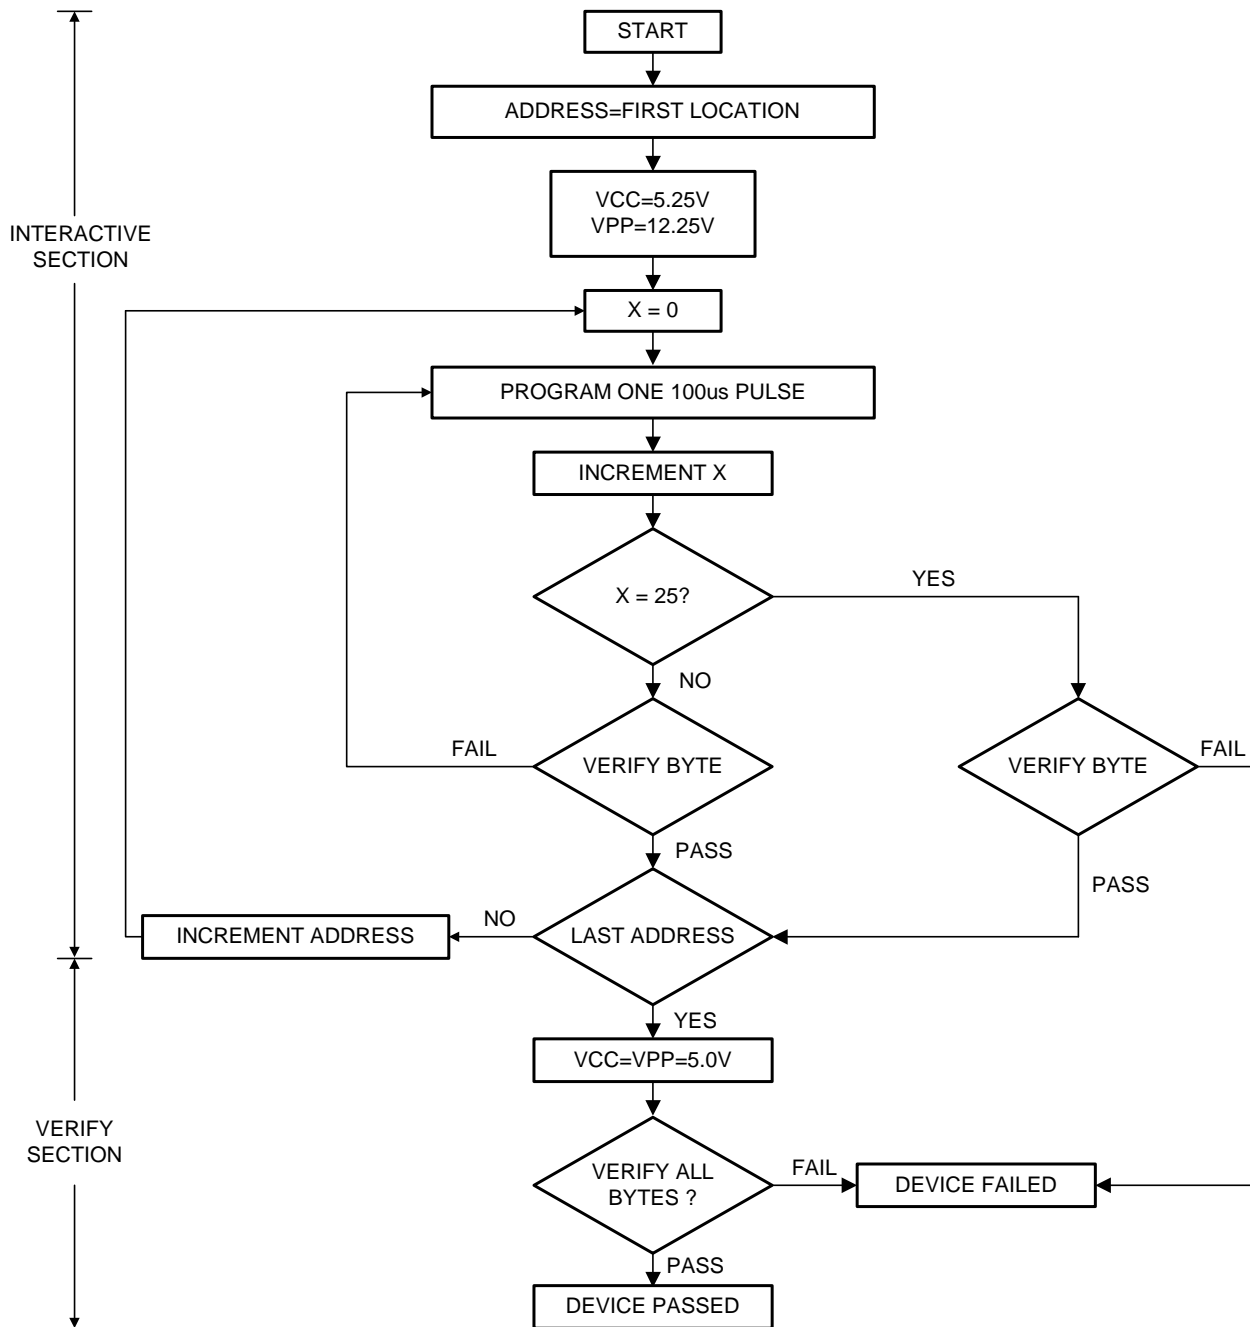 START
ADDRESS=FIRST LOCATION
VCC=5.25V
VPP=12.25V
INTERACTIVE
SECTION
X = 0
PROGRAM ONE 100us PULSE
INCREMENT X
X = 25?
YES
NO
FAIL
VERIFY BYTE
VERIFY BYTE
FAIL
PASS
PASS
INCREMENT ADDRESS
NO
LAST ADDRESS
YES
VCC=VPP=5.0V
VERIFY
SECTION
VERIFY ALL
BYTES ?
FAIL
DEVICE FAILED
PASS
DEVICE PASSED